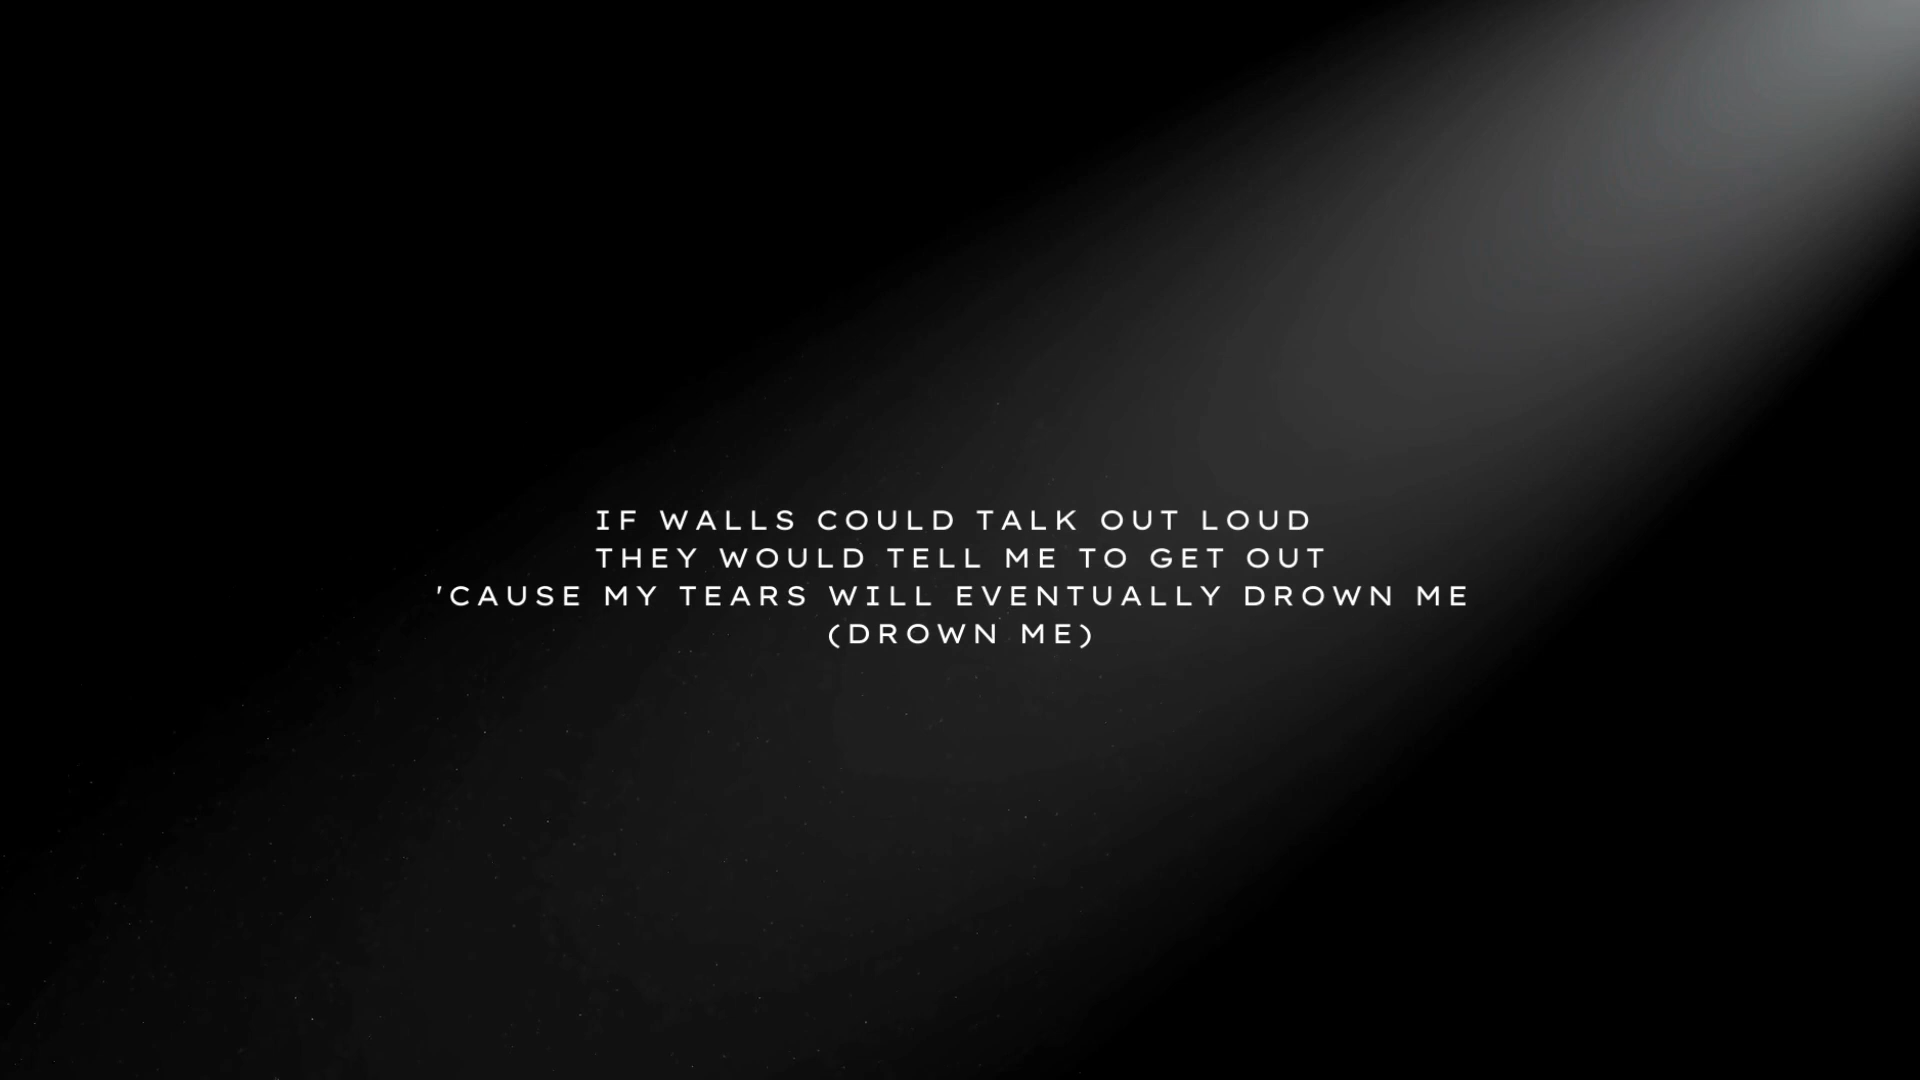 IF WALLS COULD TALK OUT LOUD
THEY WOULD TELL ME TO GET OUT
'CAUSE MY TEARS WILL EVENTUALLY DROWN ME
(DROWN ME)